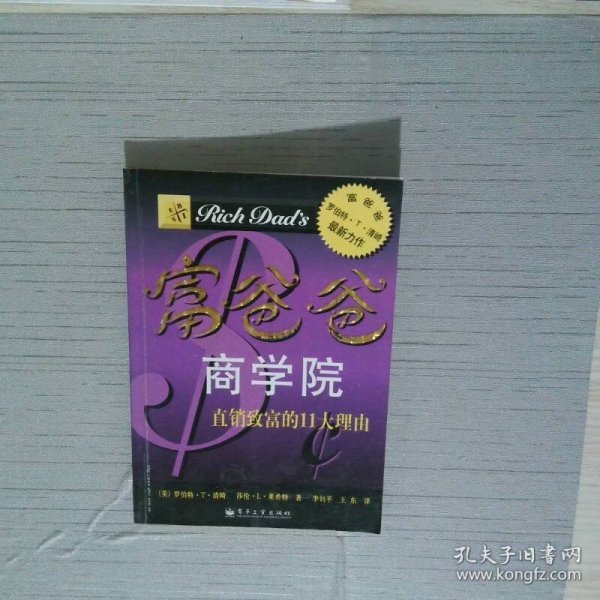 E B
S I
Rich Dad's
富爸爸
罗伯特·T·清崎
最新力作
富爸爸
商学院
直销致富的11大理由
(美) 罗伯特·T·清崎 莎伦·L·莱希特 著 李钊平 王东 译
电子工业出版社
孔夫子旧书网
www.kongfz.com